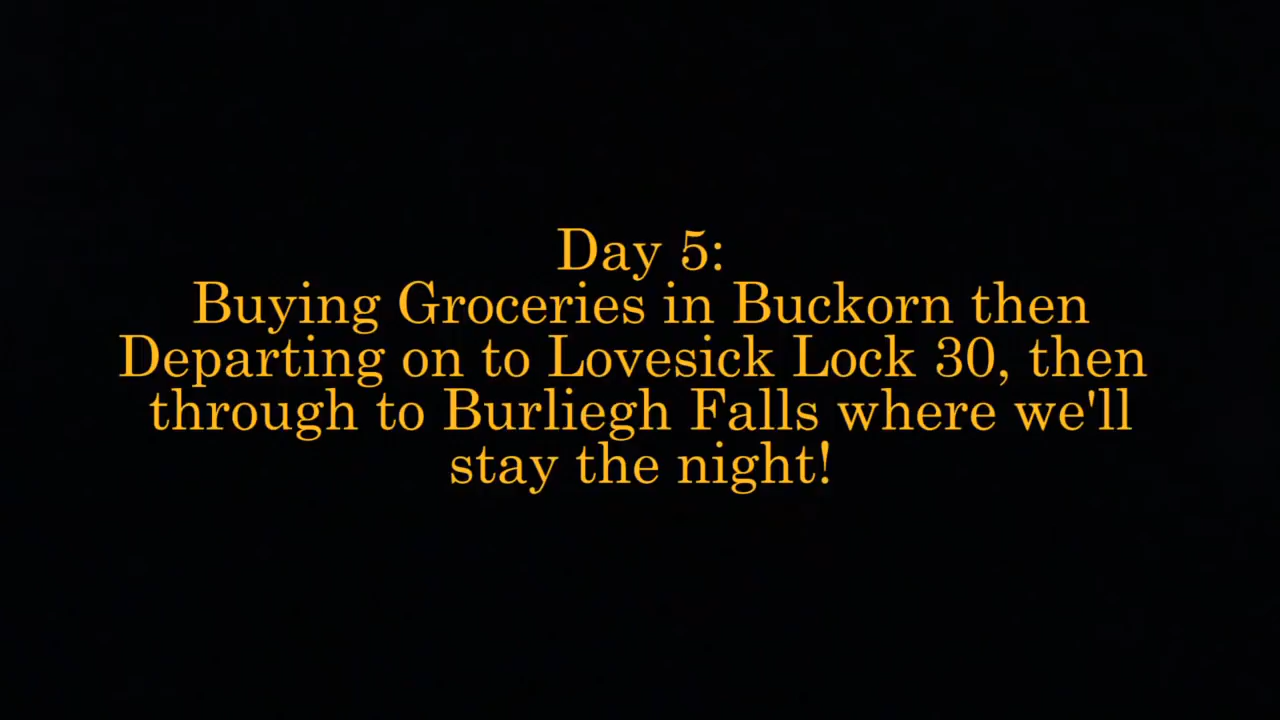 Day 5:
Buying Groceries in Buckorn then
Departing on to Lovesick Lock 30, then
through to Burliegh Falls where we'll
stay the night!